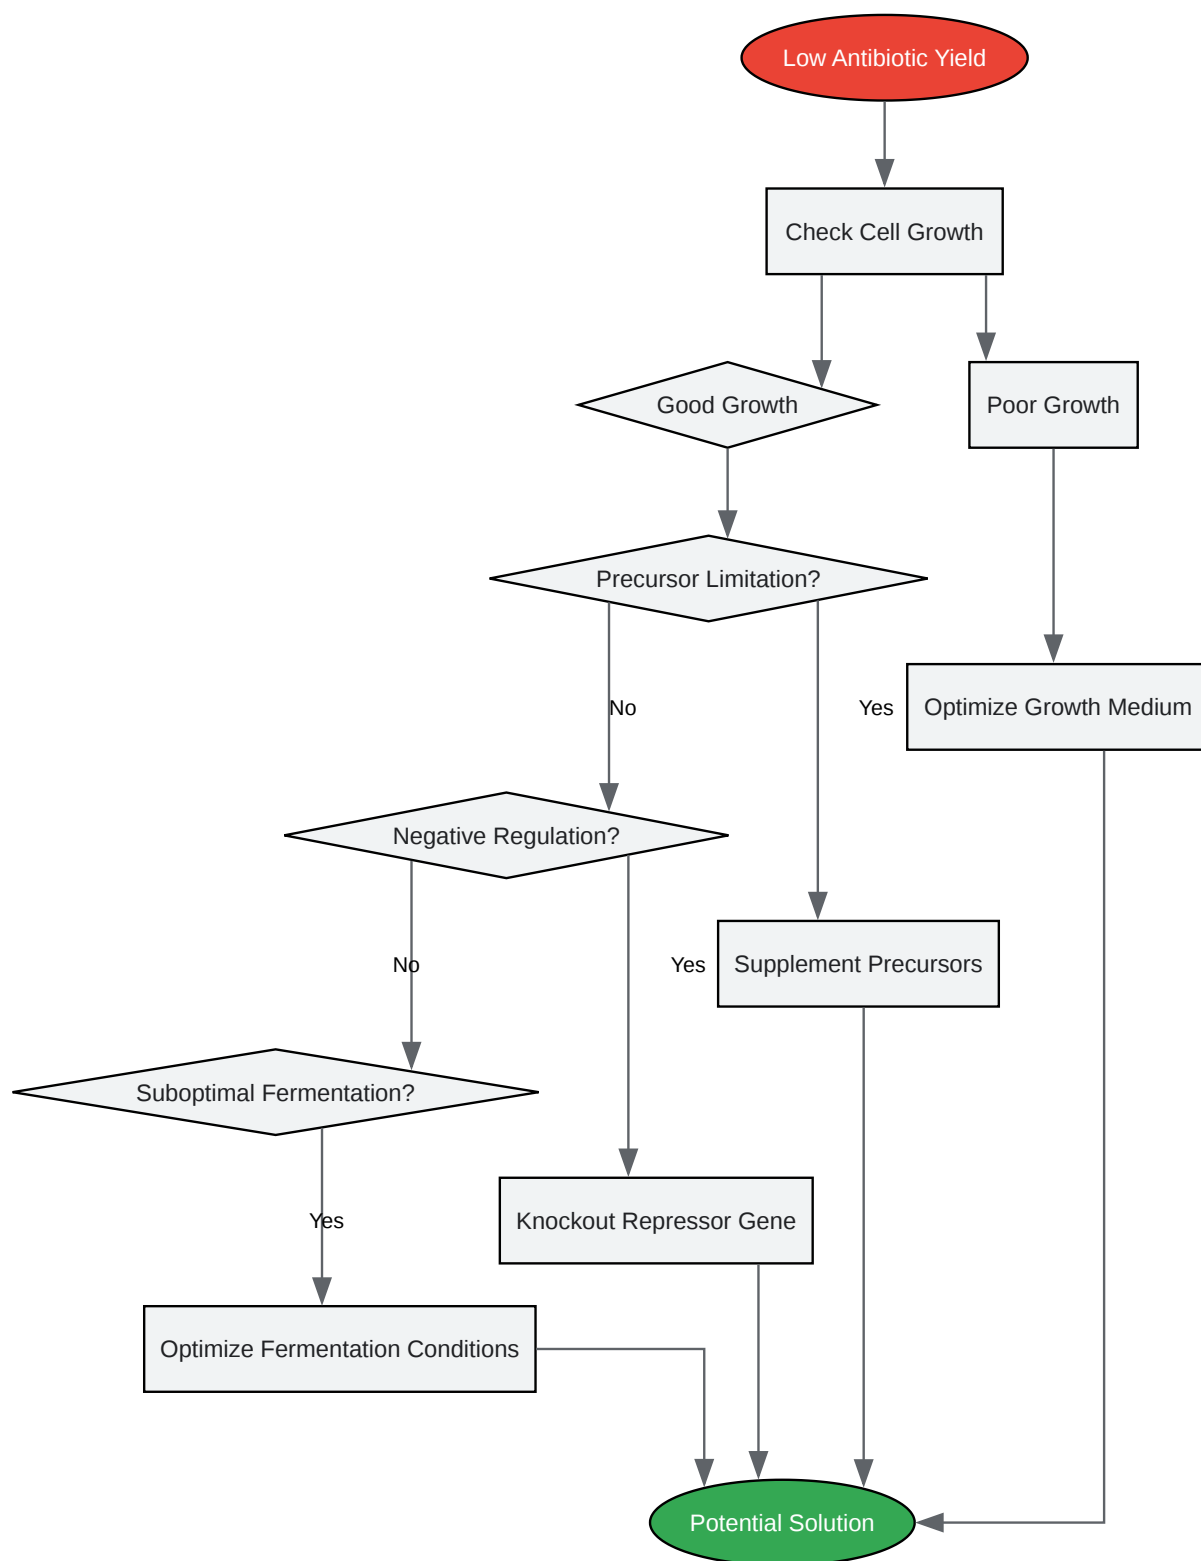 Low Antibiotic Yield
Check Cell Growth
Good Growth
Poor Growth
Precursor Limitation?
No
Yes
Optimize Growth Medium
Negative Regulation?
No
Yes
Supplement Precursors
Suboptimal Fermentation?
Yes
Knockout Repressor Gene
Optimize Fermentation Conditions
Potential Solution